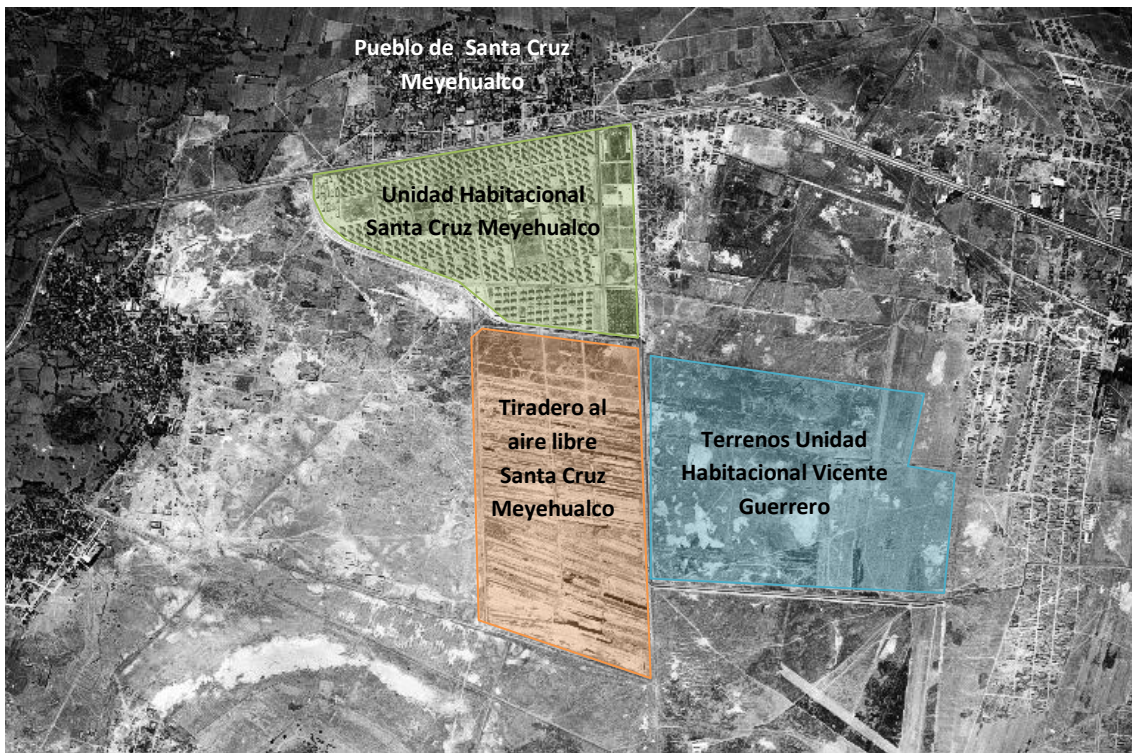 Pueblo de Santa Cruz
Meyehualco
Unidad Habitacional
Santa Cruz Meyehualco
Tiradero al
aire libre
Santa Cruz
Meyehualco
Terrenos Unidad
Habitacional Vicente
Guerrero